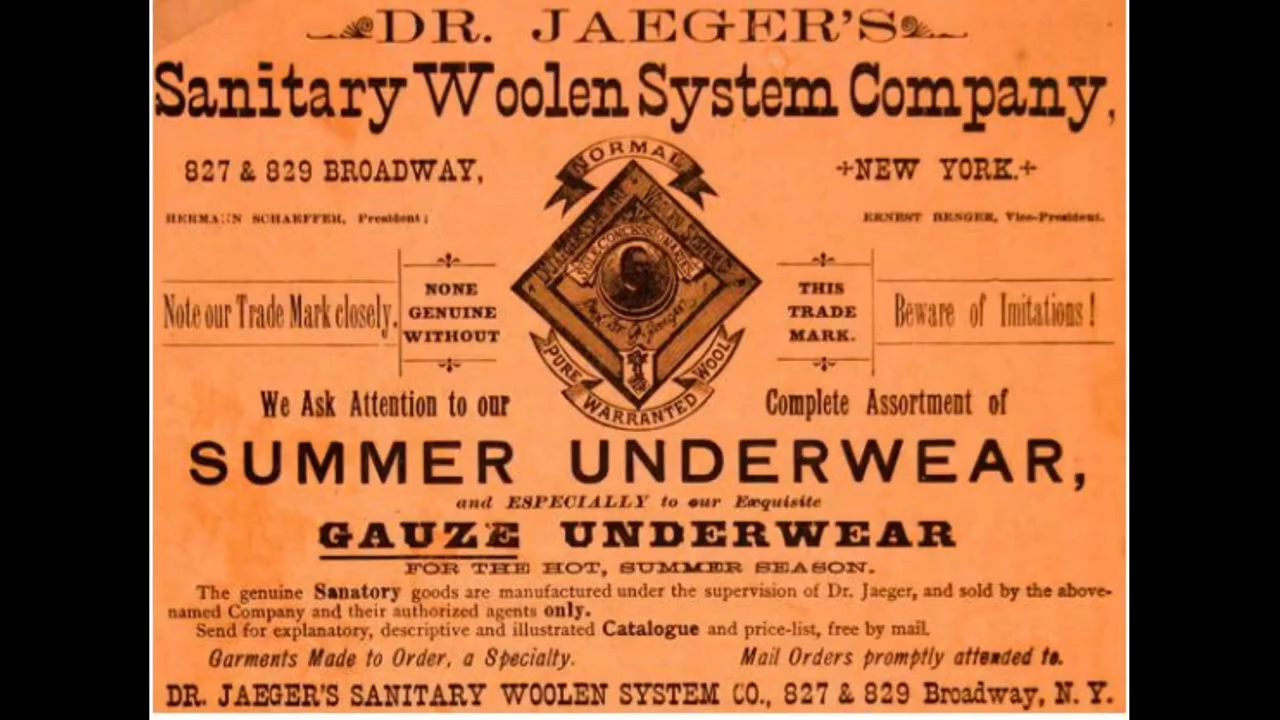 DR. JAEGER'S
Sanitary Woolen System Company,
827 & 829 BROADWAY,
NEW YORK.
HERMANN SCHAEFFER, President;
ERNEST BENGER, Vice-President.
NORMAL
SOLE CONCESSIONARIES
PURE
WARRANTED
WOOL
Note our Trade Mark closely.
NONE
GENUINE
WITHOUT
THIS
TRADE
MARK.
Beware of Imitations!
We Ask Attention to our Complete Assortment of
SUMMER UNDERWEAR,
and ESPECIALLY to our Exquisite
GAUZE UNDERWEAR
FOR THE HOT, SUMMER SEASON.
The genuine Sanatory goods are manufactured under the supervision of Dr. Jaeger, and sold by the above-
named Company and their authorized agents only.
Send for explanatory, descriptive and illustrated Catalogue and price-list, free by mail.
Garments Made to Order, a Specialty.
Mail Orders promptly attended to.
DR. JAEGER'S SANITARY WOOLEN SYSTEM CO., 827 & 829 Broadway, N. Y.